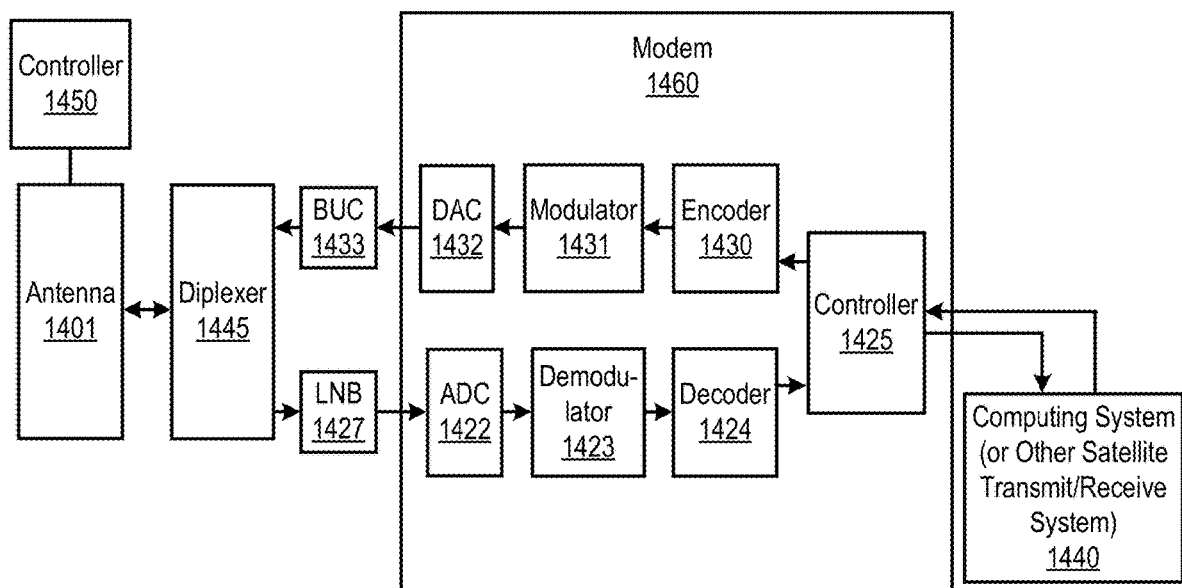 Controller
1450
Modem
1460
BUC
1433
DAC
1432
Modulator
1431
Encoder
1430
Antenna
1401
Diplexer
1445
Controller
1425
LNB
1427
ADC
1422
Demodu-
lator
1423
Decoder
1424
Computing System
(or Other Satellite
Transmit/Receive
System)
1440